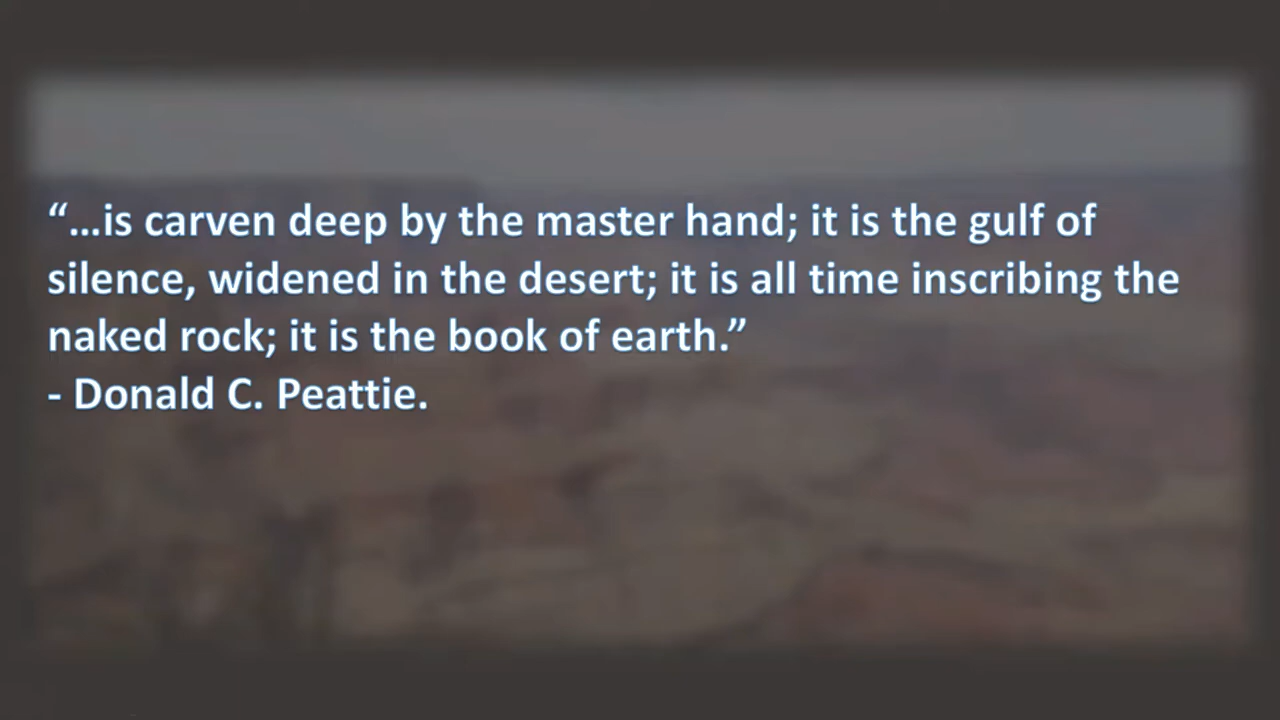 “...is carven deep by the master hand; it is the gulf of
silence, widened in the desert; it is all time inscribing the
naked rock; it is the book of earth.”
- Donald C. Peattie.